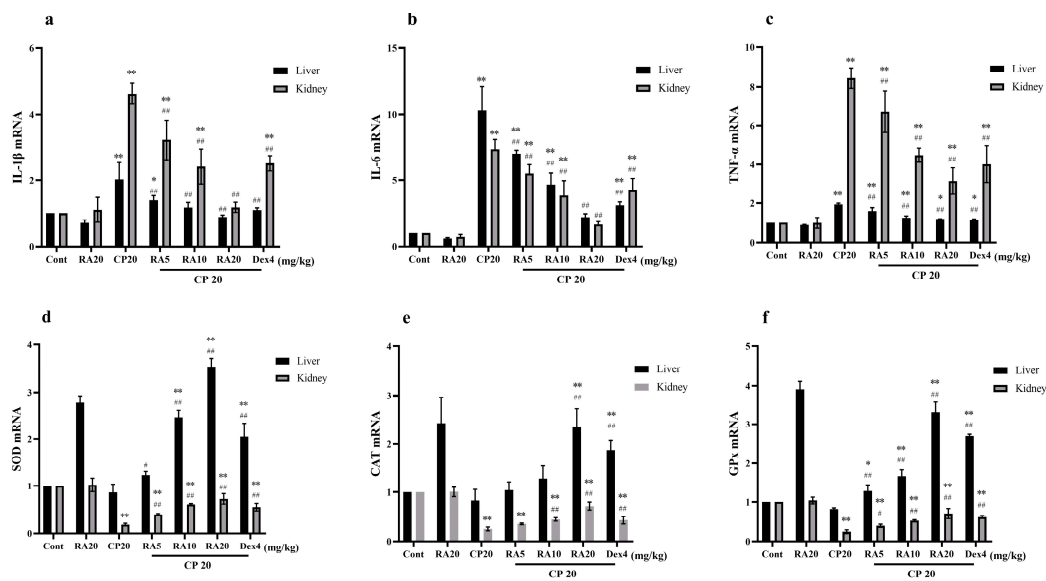 a
IL-1β mRNA
6
4
2
0
** ** ** ## * ## ** ## ## ## ## ## ** ##
Liver
Kidney
Cont RA20 CP20 RA5 RA10 RA20 Dex4 (mg/kg)
CP 20
b
IL-6 mRNA
15
10
5
0
** ** ** ## ** ## ** ## ** ## ## ** ## ** ## ** ##
Liver
Kidney
Cont RA20 CP20 RA5 RA10 RA20 Dex4 (mg/kg)
CP 20
c
TNF-α mRNA
10
8
6
4
2
0
** ** ** ## ** ## ** ## ** ## * ## ** ## * ## ** ##
Liver
Kidney
Cont RA20 CP20 RA5 RA10 RA20 Dex4 (mg/kg)
CP 20
d
SOD mRNA
4
3
2
1
0
** # ** ## ** ## ** ## ** ## ** ## ** ## ** ##
Liver
Kidney
Cont RA20 CP20 RA5 RA10 RA20 Dex4 (mg/kg)
CP 20
e
CAT mRNA
4
3
2
1
0
** ** ** ## ** ## ** ## ** ## ** ##
Liver
Kidney
Cont RA20 CP20 RA5 RA10 RA20 Dex4 (mg/kg)
CP 20
f
GPx mRNA
5
4
3
2
1
0
** * ## ** # ** ## ** ## ** ## ** ## ** ## ** ##
Liver
Kidney
Cont RA20 CP20 RA5 RA10 RA20 Dex4 (mg/kg)
CP 20